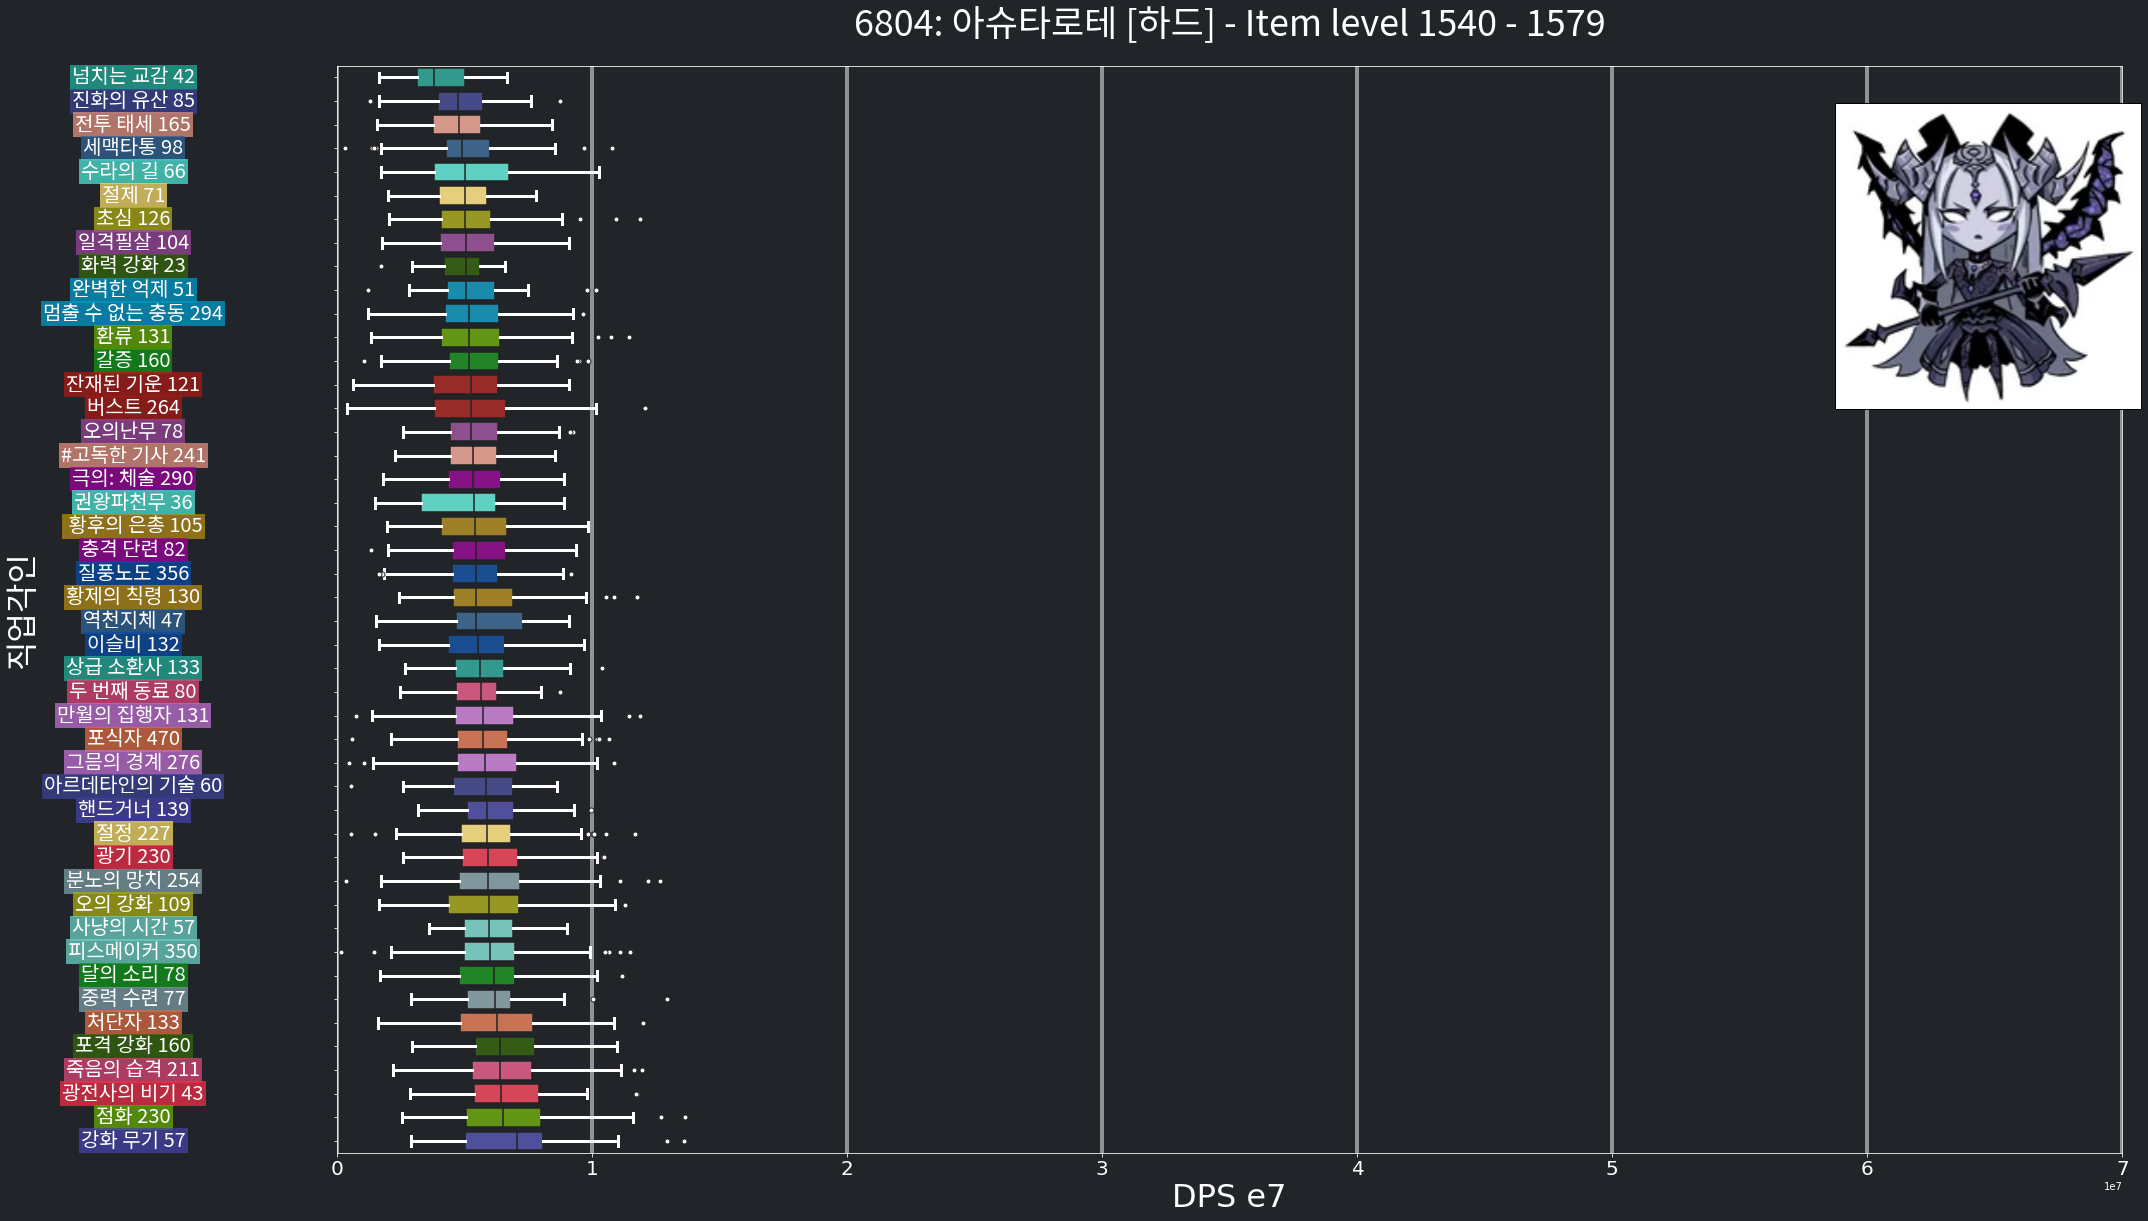 6804: 아슈타로테 [하드] - Item level 1540 - 1579
넘치는 교감 42
진화의 유산 85
전투 태세 165
세맥타통 98
수라의 길 66
절제 71
초심 126
일격필살 104
화력 강화 23
완벽한 억제 51
멈출 수 없는 충동 294
환류 131
갈증 160
잔재된 기운 121
버스트 264
오의난무 78
#고독한 기사 241
극의: 체술 290
권왕파천무 36
황후의 은총 105
충격 단련 82
질풍노도 356
황제의 칙령 130
역천지체 47
이슬비 132
상급 소환사 133
두 번째 동료 80
만월의 집행자 131
포식자 470
그믐의 경계 276
아르데타인의 기술 60
핸드거너 139
절정 227
광기 230
분노의 망치 254
오의 강화 109
사냥의 시간 57
피스메이커 350
달의 소리 78
중력 수련 77
처단자 133
포격 강화 160
죽음의 습격 211
광전사의 비기 43
점화 230
강화 무기 57
직업각인
0 1 2 3 4 5 6 7
1e7
DPS e7